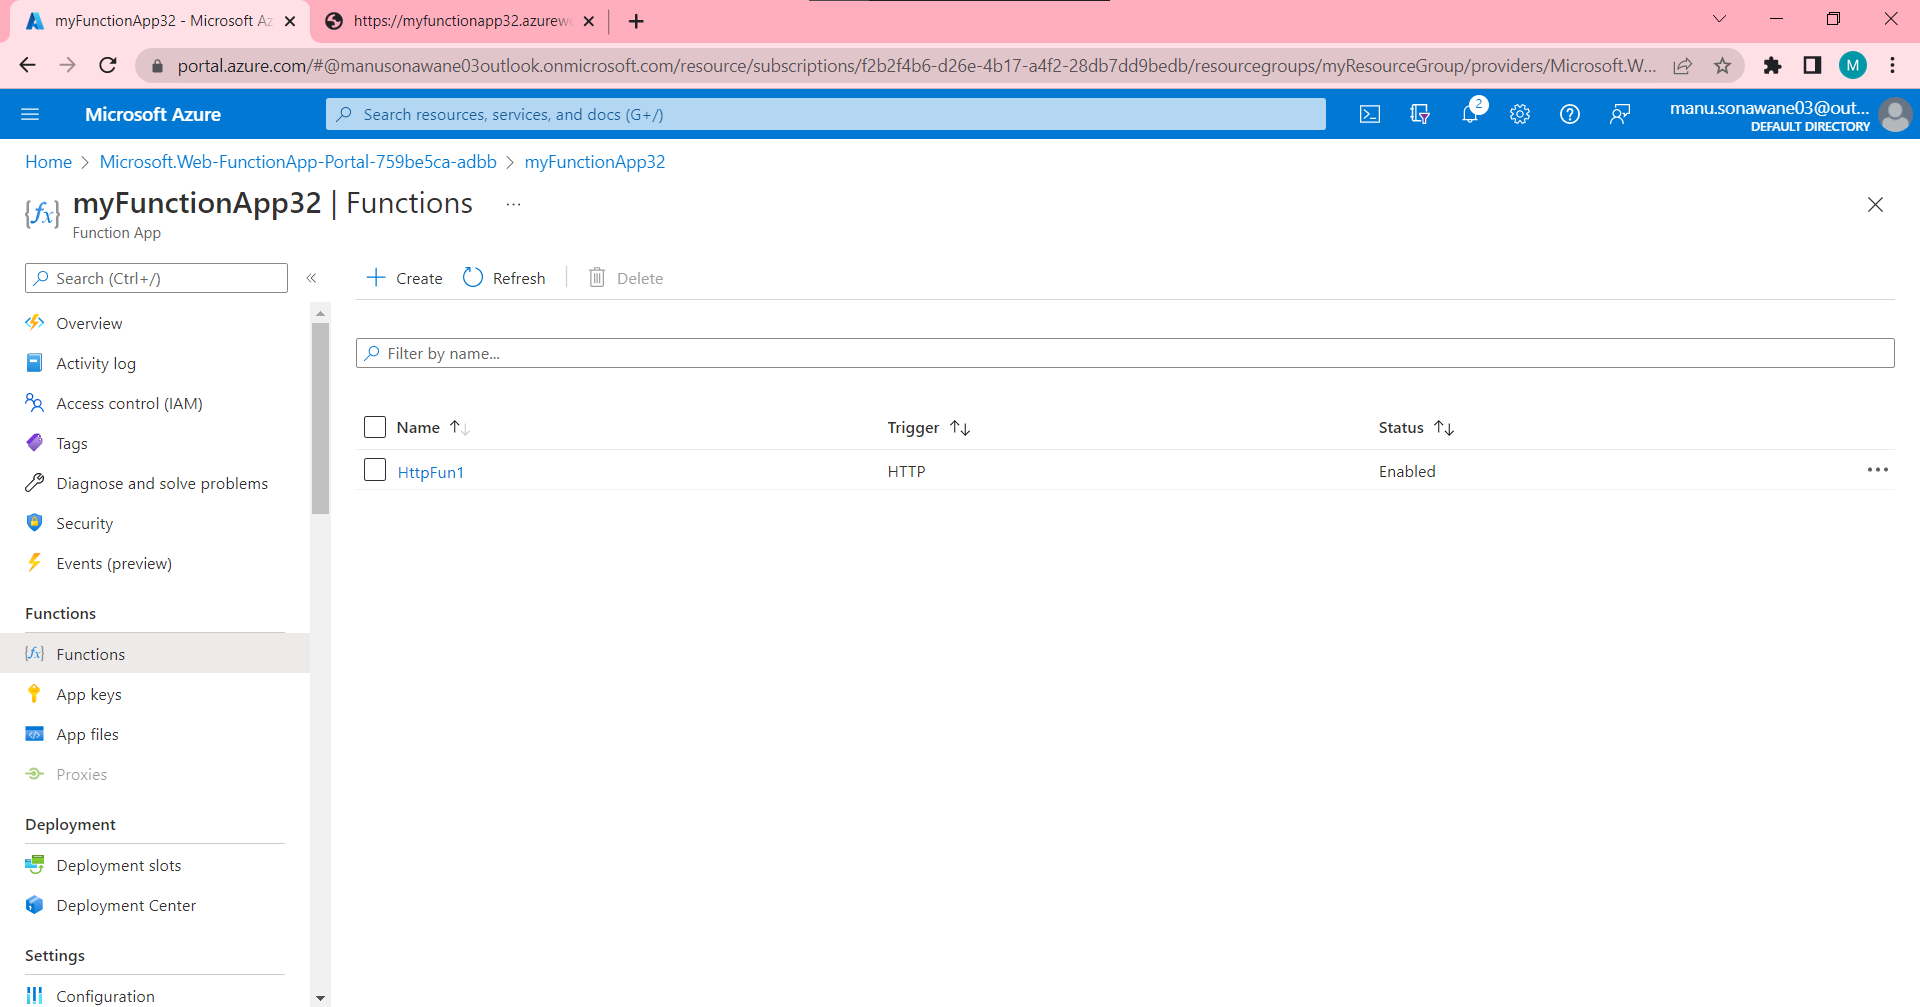 myFunctionApp32 - Microsoft Az
https://myfunctionapp32.azurewe
portal.azure.com/#@manusonawane03outlook.onmicrosoft.com/resource/subscriptions/f2b2f4b6-d26e-4b17-a4f2-28db7dd9bedb/resourcegroups/myResourceGroup/providers/Microsoft.W...
M
Microsoft Azure
Search resources, services, and docs (G+/)
2
manu.sonawane03@out...
DEFAULT DIRECTORY
Home > Microsoft.Web-FunctionApp-Portal-759be5ca-adbb > myFunctionApp32
{fx}
myFunctionApp32 | Functions ...
Function App
Search (Ctrl+/)
«
Create
Refresh
Delete
Overview
Activity log
Access control (IAM)
Tags
Diagnose and solve problems
Security
Events (preview)
Functions
{fx} Functions
App keys
App files
Proxies
Deployment
Deployment slots
Deployment Center
Settings
Configuration
Filter by name...
Name ↑↓ Trigger ↑↓ Status ↑↓
HttpFun1 HTTP Enabled ...